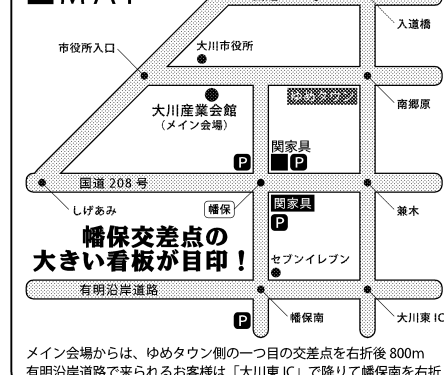 MAP
入道橋
市役所入口
大川市役所
ゆめタウン
南郷原
大川産業会館
(メイン会場)
関家具
P
P
国道 208 号
しげあみ
幡保
関家具
P
兼木
幡保交差点の
大きい看板が目印！
セブンイレブン
有明沿岸道路
P
幡保南
大川東 IC
メイン会場からは、ゆめタウン側の一つ目の交差点を右折後 800m
有明沿岸道路で来られるお客様は「大川東 IC」で降りて幡保南を右折